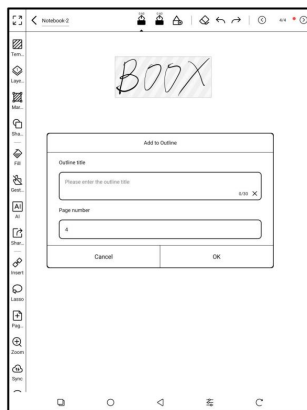 Notebook-2
4/4
Tem...
Laye...
Mar...
Sha...
Fill
Gest...
AI
AI
Shar...
Insert
Lasso
Pag...
Zoom
Sync
BOOX
Add to Outline
Outline title
Please enter the outline title
0/50
Page number
4
Cancel
OK